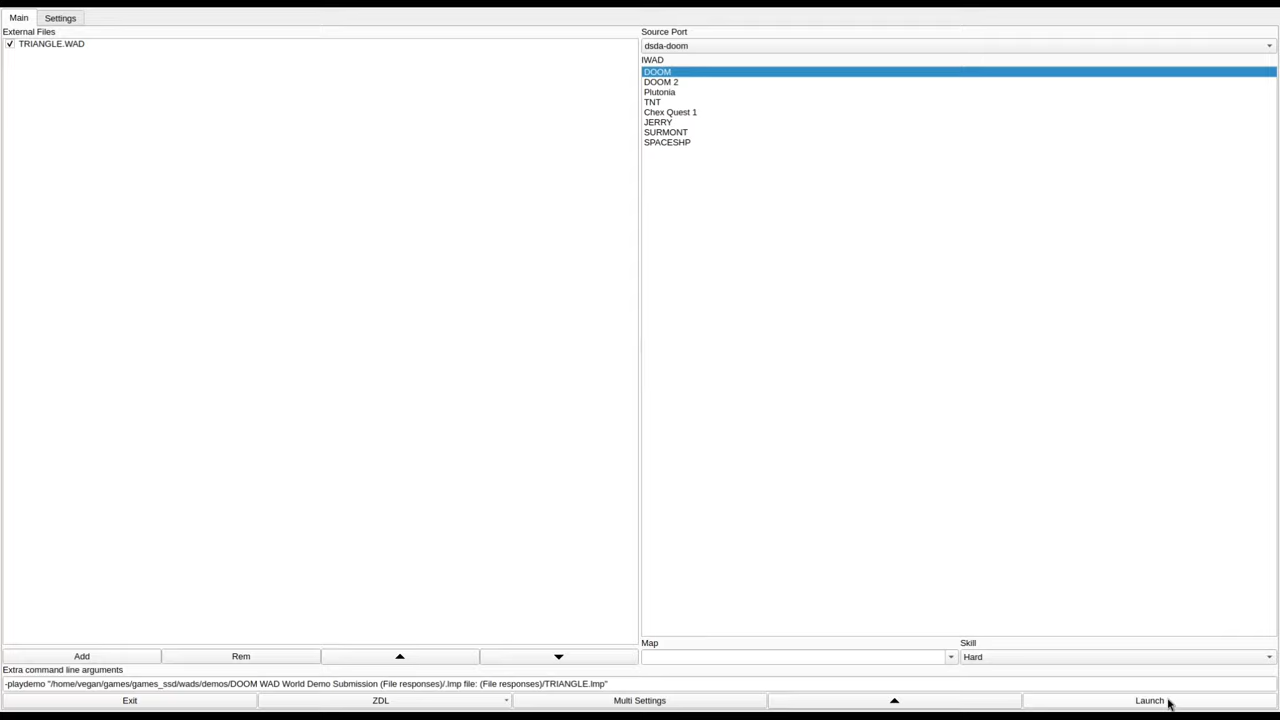 Main Settings
External Files
TRIANGLE.WAD
Source Port
dsda-doom
IWAD
DOOM
DOOM 2
Plutonia
TNT
Chex Quest 1
JERRY
SURMONT
SPACESHP
Map
Skill
Hard
Add Rem
Extra command line arguments
-playdemo "/home/vegan/games/games_ssd/wads/demos/DOOM WAD World Demo Submission (File responses)/.lmp file: (File responses)/TRIANGLE.lmp"
Exit ZDL Multi Settings Launch